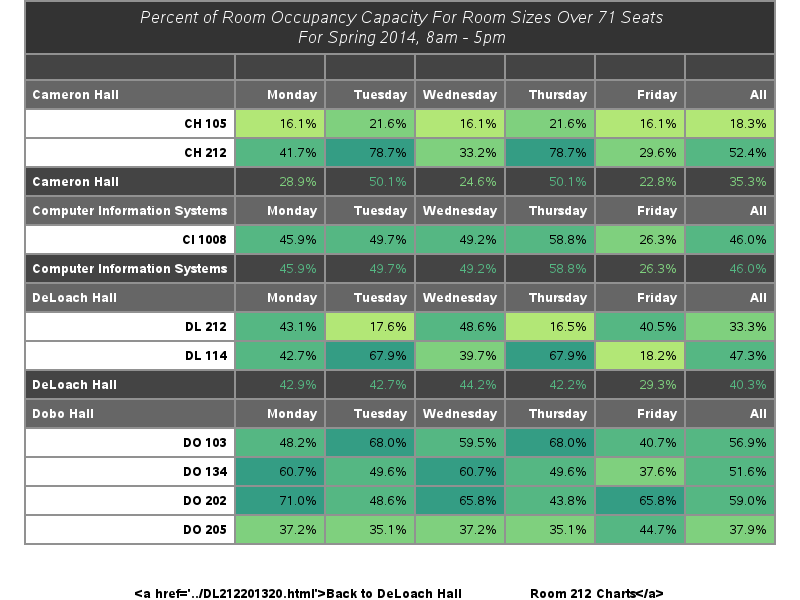 Percent of Room Occupancy Capacity For Room Sizes Over 71 Seats
For Spring 2014, 8am - 5pm
Cameron Hall Monday Tuesday Wednesday Thursday Friday All
CH 105 16.1% 21.6% 16.1% 21.6% 16.1% 18.3%
CH 212 41.7% 78.7% 33.2% 78.7% 29.6% 52.4%
Cameron Hall 28.9% 50.1% 24.6% 50.1% 22.8% 35.3%
Computer Information Systems Monday Tuesday Wednesday Thursday Friday All
CI 1008 45.9% 49.7% 49.2% 58.8% 26.3% 46.0%
Computer Information Systems 45.9% 49.7% 49.2% 58.8% 26.3% 46.0%
DeLoach Hall Monday Tuesday Wednesday Thursday Friday All
DL 212 43.1% 17.6% 48.6% 16.5% 40.5% 33.3%
DL 114 42.7% 67.9% 39.7% 67.9% 18.2% 47.3%
DeLoach Hall 42.9% 42.7% 44.2% 42.2% 29.3% 40.3%
Dobo Hall Monday Tuesday Wednesday Thursday Friday All
DO 103 48.2% 68.0% 59.5% 68.0% 40.7% 56.9%
DO 134 60.7% 49.6% 60.7% 49.6% 37.6% 51.6%
DO 202 71.0% 48.6% 65.8% 43.8% 65.8% 59.0%
DO 205 37.2% 35.1% 37.2% 35.1% 44.7% 37.9%
<a href='../DL212201320.html'>Back to DeLoach Hall Room 212 Charts</a>